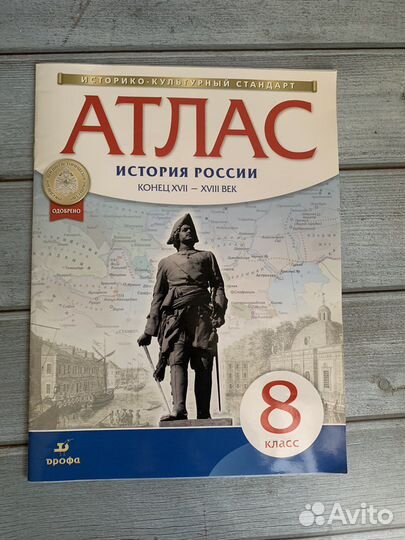 ИСТОРИКО-КУЛЬТУРНЫЙ СТАНДАРТ
АТЛАС
ИСТОРИЯ РОССИИ
КОНЕЦ XVII – XVIII ВЕК
ОДОБРЕНО
8
КЛАСС
ДРОФА
Avito